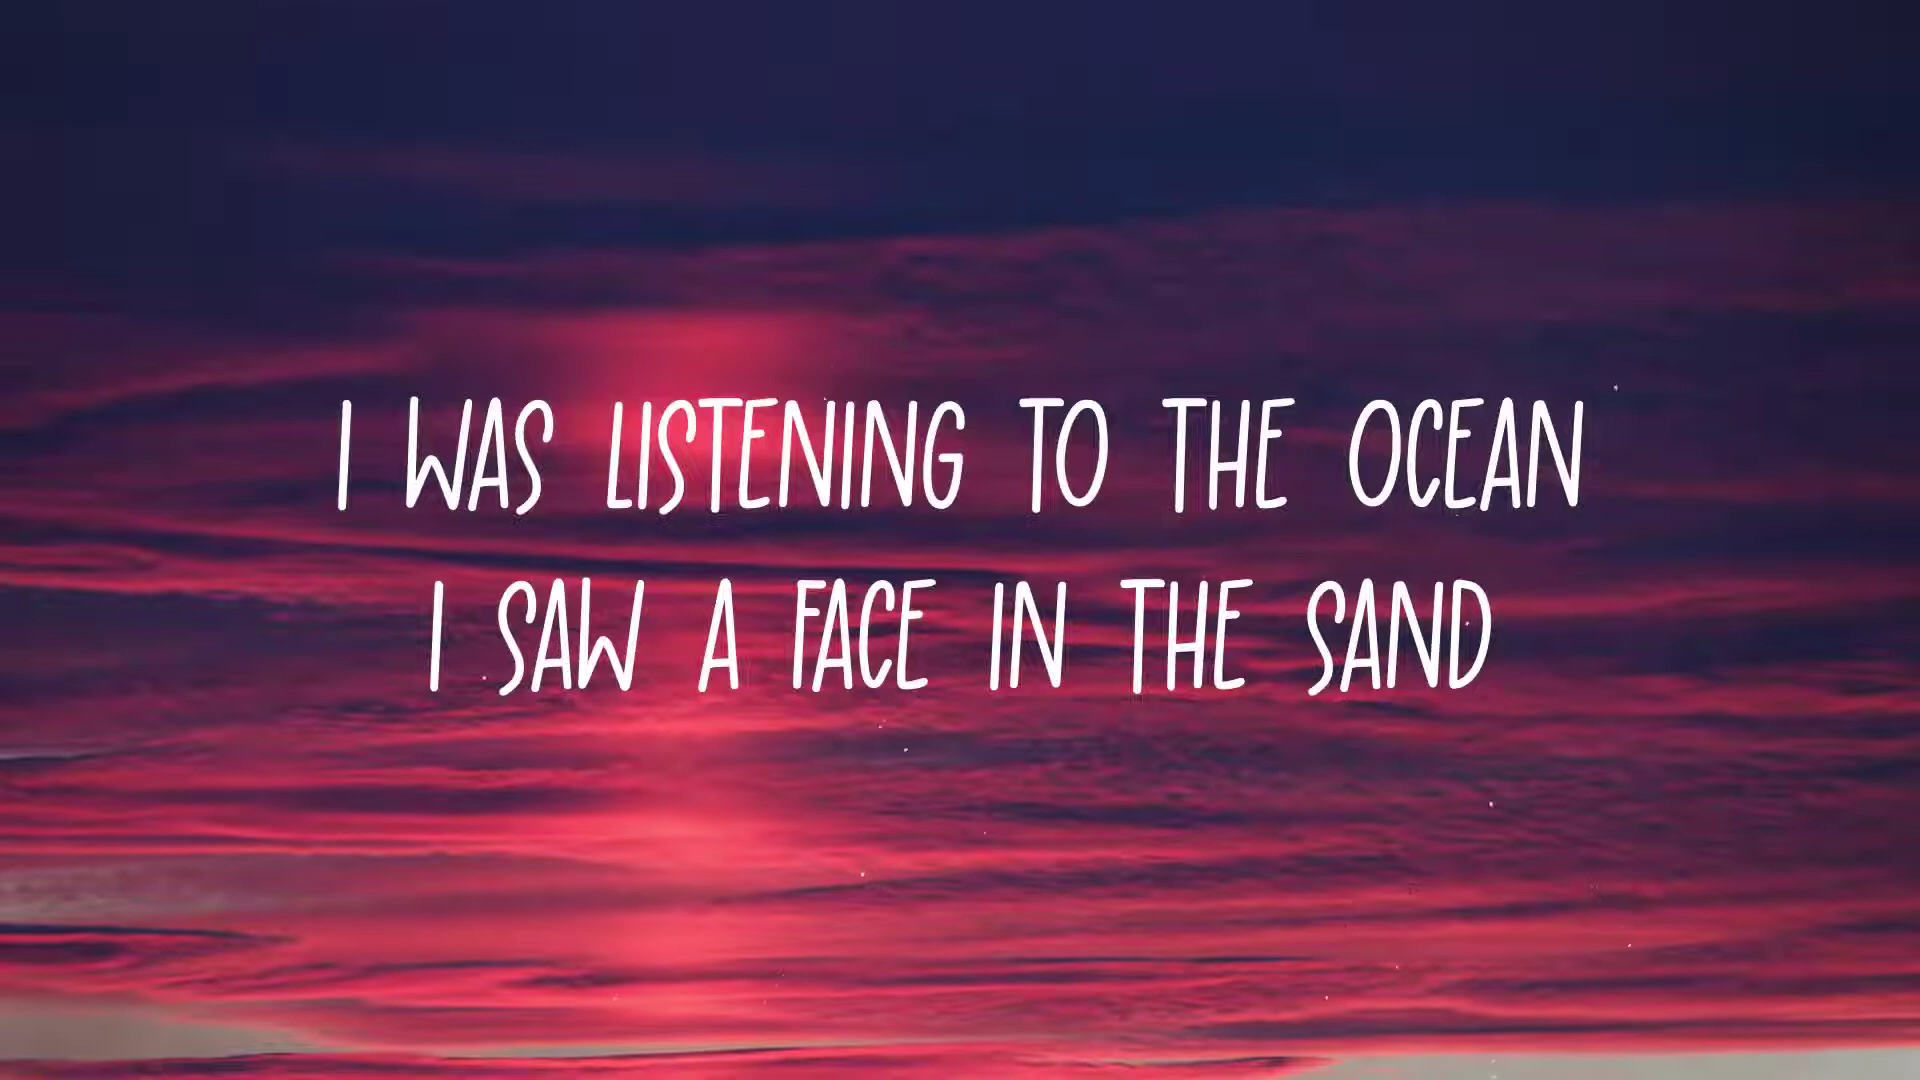 I WAS LISTENING TO THE OCEAN
I SAW A FACE IN THE SAND